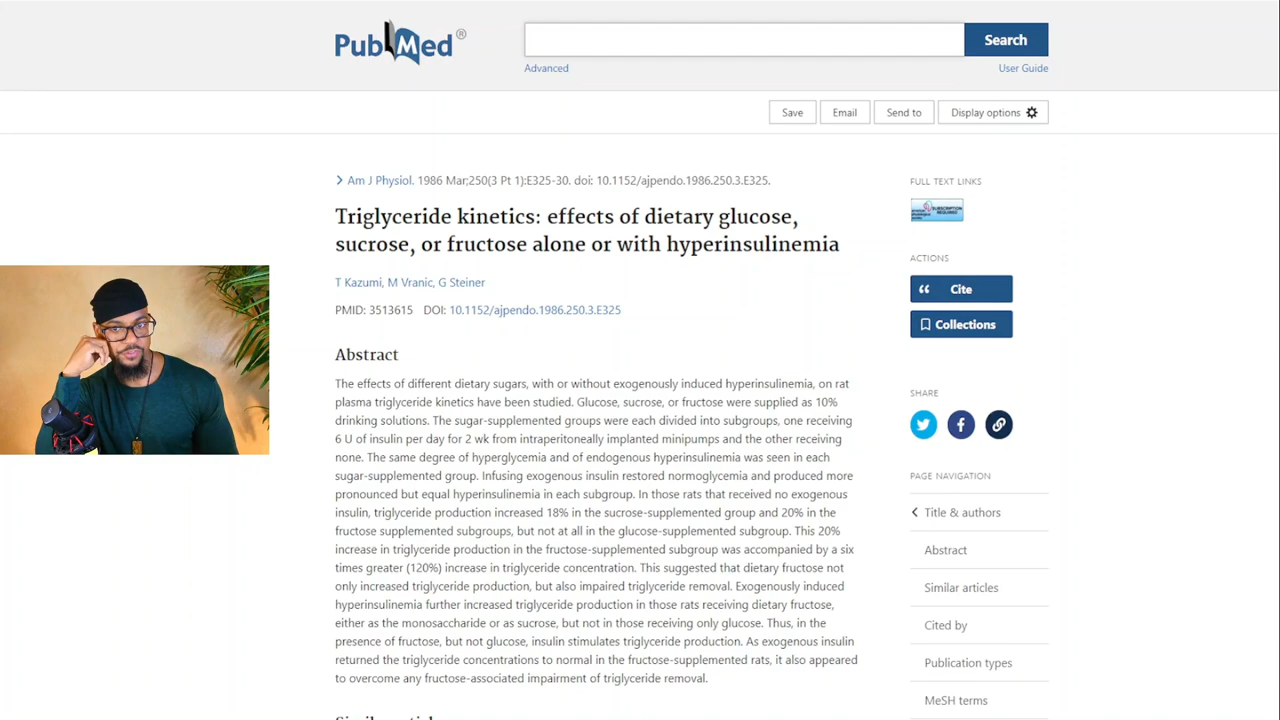 PubMed®
Search
Advanced
User Guide
Save
Email
Send to
Display options
Am J Physiol. 1986 Mar;250(3 Pt 1):E325-30. doi: 10.1152/ajpendo.1986.250.3.E325.
Triglyceride kinetics: effects of dietary glucose,
sucrose, or fructose alone or with hyperinsulinemia
T Kazumi, M Vranic, G Steiner
PMID: 3513615 DOI: 10.1152/ajpendo.1986.250.3.E325
Abstract
The effects of different dietary sugars, with or without exogenously induced hyperinsulinemia, on rat
plasma triglyceride kinetics have been studied. Glucose, sucrose, or fructose were supplied as 10%
drinking solutions. The sugar-supplemented groups were each divided into subgroups, one receiving
6 U of insulin per day for 2 wk from intraperitoneally implanted minipumps and the other receiving
none. The same degree of hyperglycemia and of endogenous hyperinsulinemia was seen in each
sugar-supplemented group. Infusing exogenous insulin restored normoglycemia and produced more
pronounced but equal hyperinsulinemia in each subgroup. In those rats that received no exogenous
insulin, triglyceride production increased 18% in the sucrose-supplemented group and 20% in the
fructose supplemented subgroups, but not at all in the glucose-supplemented subgroup. This 20%
increase in triglyceride production in the fructose-supplemented subgroup was accompanied by a six
times greater (120%) increase in triglyceride concentration. This suggested that dietary fructose not
only increased triglyceride production, but also impaired triglyceride removal. Exogenously induced
hyperinsulinemia further increased triglyceride production in those rats receiving dietary fructose,
either as the monosaccharide or as sucrose, but not in those receiving only glucose. Thus, in the
presence of fructose, but not glucose, insulin stimulates triglyceride production. As exogenous insulin
returned the triglyceride concentrations to normal in the fructose-supplemented rats, it also appeared
to overcome any fructose-associated impairment of triglyceride removal.
FULL TEXT LINKS
SUBSCRIPTION
REQUIRED
ACTIONS
Cite
Collections
SHARE
PAGE NAVIGATION
Title & authors
Abstract
Similar articles
Cited by
Publication types
MeSH terms